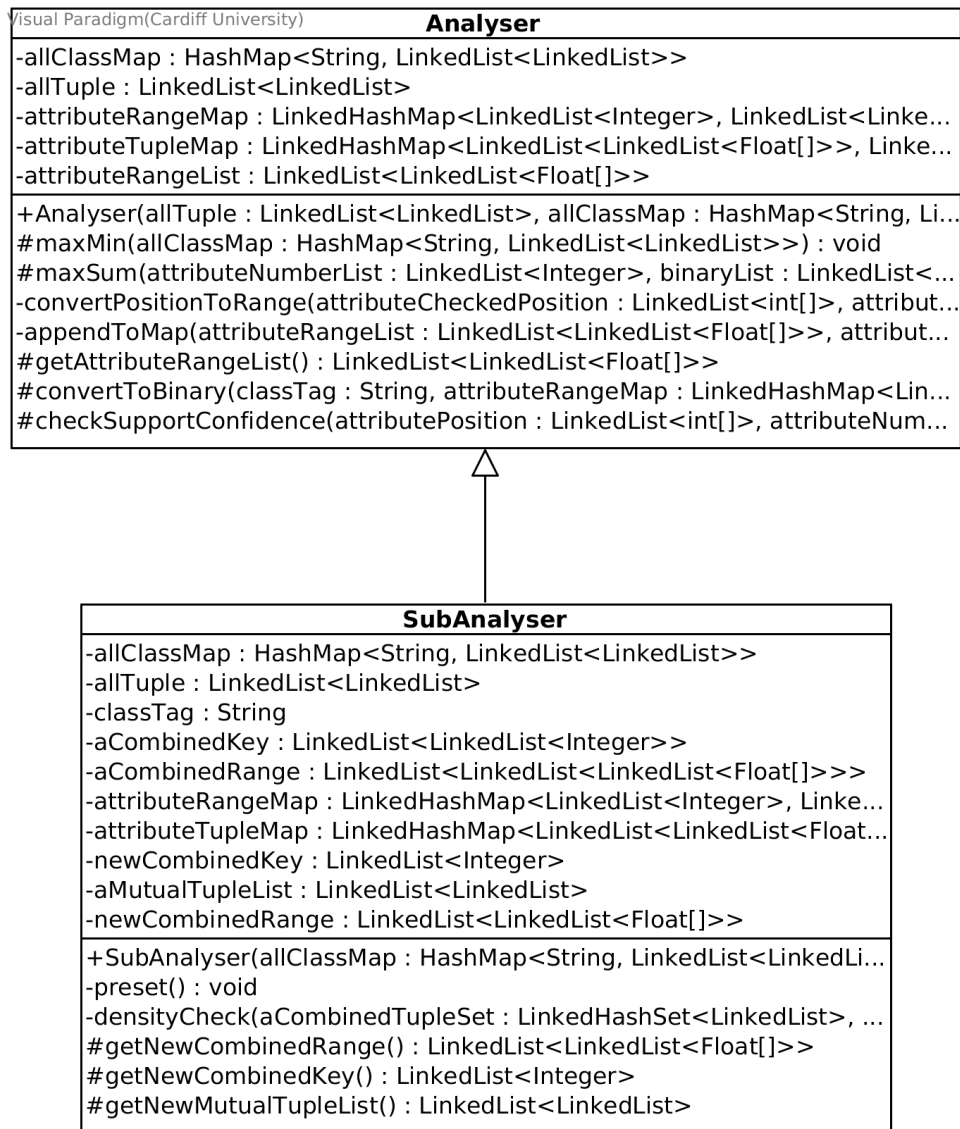 Visual Paradigm(Cardiff University)
Analyser
-allClassMap : HashMap<String, LinkedList<LinkedList>>
-allTuple : LinkedList<LinkedList>
-attributeRangeMap : LinkedHashMap<LinkedList<Integer>, LinkedList<Linke...
-attributeTupleMap : LinkedHashMap<LinkedList<LinkedList<Float[]>>, Linke...
-attributeRangeList : LinkedList<LinkedList<Float[]>>
+Analyser(allTuple : LinkedList<LinkedList>, allClassMap : HashMap<String, Li...
#maxMin(allClassMap : HashMap<String, LinkedList<LinkedList>>) : void
#maxSum(attributeNumberList : LinkedList<Integer>, binaryList : LinkedList<...
-convertPositionToRange(attributeCheckedPosition : LinkedList<int[]>, attribut...
-appendToMap(attributeRangeList : LinkedList<LinkedList<Float[]>>, attribut...
#getAttributeRangeList() : LinkedList<LinkedList<Float[]>>
#convertToBinary(classTag : String, attributeRangeMap : LinkedHashMap<Lin...
#checkSupportConfidence(attributePosition : LinkedList<int[]>, attributeNum...
SubAnalyser
-allClassMap : HashMap<String, LinkedList<LinkedList>>
-allTuple : LinkedList<LinkedList>
-classTag : String
-aCombinedKey : LinkedList<LinkedList<Integer>>
-aCombinedRange : LinkedList<LinkedList<LinkedList<Float[]>>>
-attributeRangeMap : LinkedHashMap<LinkedList<Integer>, Linke...
-attributeTupleMap : LinkedHashMap<LinkedList<LinkedList<Float...
-newCombinedKey : LinkedList<Integer>
-aMutualTupleList : LinkedList<LinkedList>
-newCombinedRange : LinkedList<LinkedList<Float[]>>
+SubAnalyser(allClassMap : HashMap<String, LinkedList<LinkedLi...
-preset() : void
-densityCheck(aCombinedTupleSet : LinkedHashSet<LinkedList>, ...
#getNewCombinedRange() : LinkedList<LinkedList<Float[]>>
#getNewCombinedKey() : LinkedList<Integer>
#getNewMutualTupleList() : LinkedList<LinkedList>